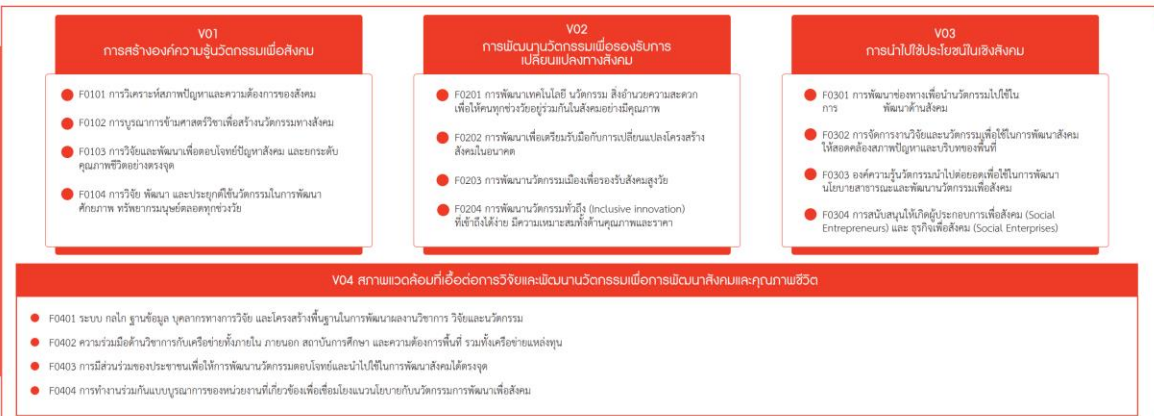 V01
การสร้างองค์ความรู้นวัตกรรมเพื่อสังคม
F0101 การวิเคราะห์สภาพปัญหาและความต้องการของสังคม
F0102 การบูรณาการข้ามศาสตร์วิชาเพื่อสร้างนวัตกรรมทางสังคม
F0103 การวิจัยและพัฒนาเพื่อตอบโจทย์ปัญหาสังคม และยกระดับ
คุณภาพชีวิตอย่างตรงจุด
F0104 การวิจัย พัฒนา และประยุกต์ใช้นวัตกรรมในการพัฒนา
ศักยภาพ ทรัพยากรมนุษย์ตลอดทุกช่วงวัย
V02
การพัฒนานวัตกรรมเพื่อรองรับการ
เปลี่ยนแปลงทางสังคม
F0201 การพัฒนาเทคโนโลยี นวัตกรรม สิ่งอำนวยความสะดวก
เพื่อให้คนทุกช่วงวัยอยู่ร่วมกันในสังคมอย่างมีคุณภาพ
F0202 การพัฒนาเพื่อเตรียมรับมือกับการเปลี่ยนแปลงโครงสร้าง
สังคมในอนาคต
F0203 การพัฒนานวัตกรรมเมืองเพื่อรองรับสังคมสูงวัย
F0204 การพัฒนานวัตกรรมทั่วถึง (Inclusive innovation)
ที่เข้าถึงได้ง่าย มีความเหมาะสมทั้งด้านคุณภาพและราคา
V03
การนำไปใช้ประโยชน์ในเชิงสังคม
F0301 การพัฒนาช่องทางเพื่อนำนวัตกรรมไปใช้ใน
การ พัฒนาด้านสังคม
F0302 การจัดการงานวิจัยและนวัตกรรมเพื่อใช้ในการพัฒนาสังคม
ให้สอดคล้องสภาพปัญหาและบริบทของพื้นที่
F0303 องค์ความรู้นวัตกรรมนำไปต่อยอดเพื่อใช้ในการพัฒนา
นโยบายสาธารณะและพัฒนานวัตกรรมเพื่อสังคม
F0304 การสนับสนุนให้เกิดผู้ประกอบการเพื่อสังคม (Social
Entrepreneurs) และ ธุรกิจเพื่อสังคม (Social Enterprises)
V04 สภาพแวดล้อมที่เอื้อต่อการวิจัยและพัฒนานวัตกรรมเพื่อการพัฒนาสังคมและคุณภาพชีวิต
F0401 ระบบ กลไก ฐานข้อมูล บุคลากรทางการวิจัย และโครงสร้างพื้นฐานในการพัฒนาผลงานวิชาการ วิจัยและนวัตกรรม
F0402 ความร่วมมือด้านวิชาการกับเครือข่ายทั้งภายใน ภายนอก สถาบันการศึกษา และความต้องการพื้นที่ รวมทั้งเครือข่ายแหล่งทุน
F0403 การมีส่วนร่วมของประชาชนเพื่อให้การพัฒนานวัตกรรมตอบโจทย์และนำไปใช้ในการพัฒนาสังคมได้ตรงจุด
F0404 การทำงานร่วมกันแบบบูรณาการของหน่วยงานที่เกี่ยวข้องเพื่อเชื่อมโยงแนวนโยบายกับนวัตกรรมการพัฒนาเพื่อสังคม